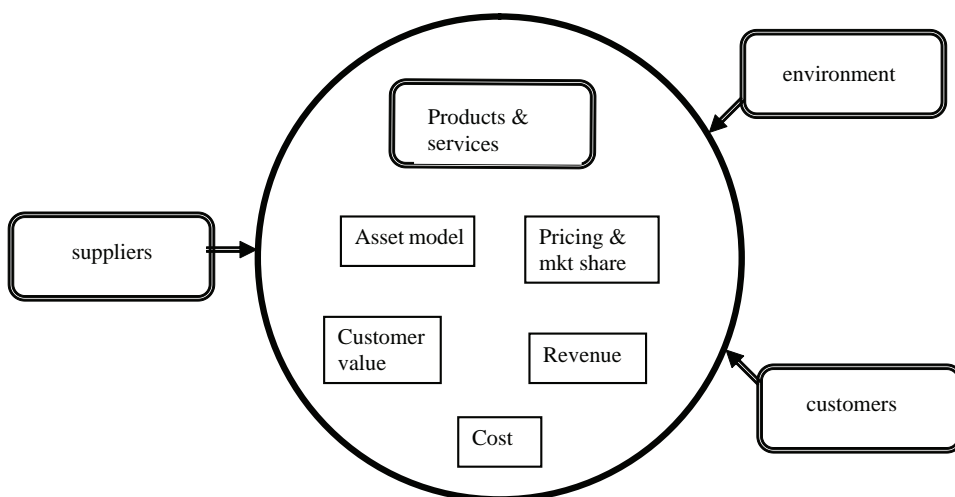 environment
Products &
services
suppliers
Asset model
Pricing &
mkt share
Customer
value
Revenue
customers
Cost